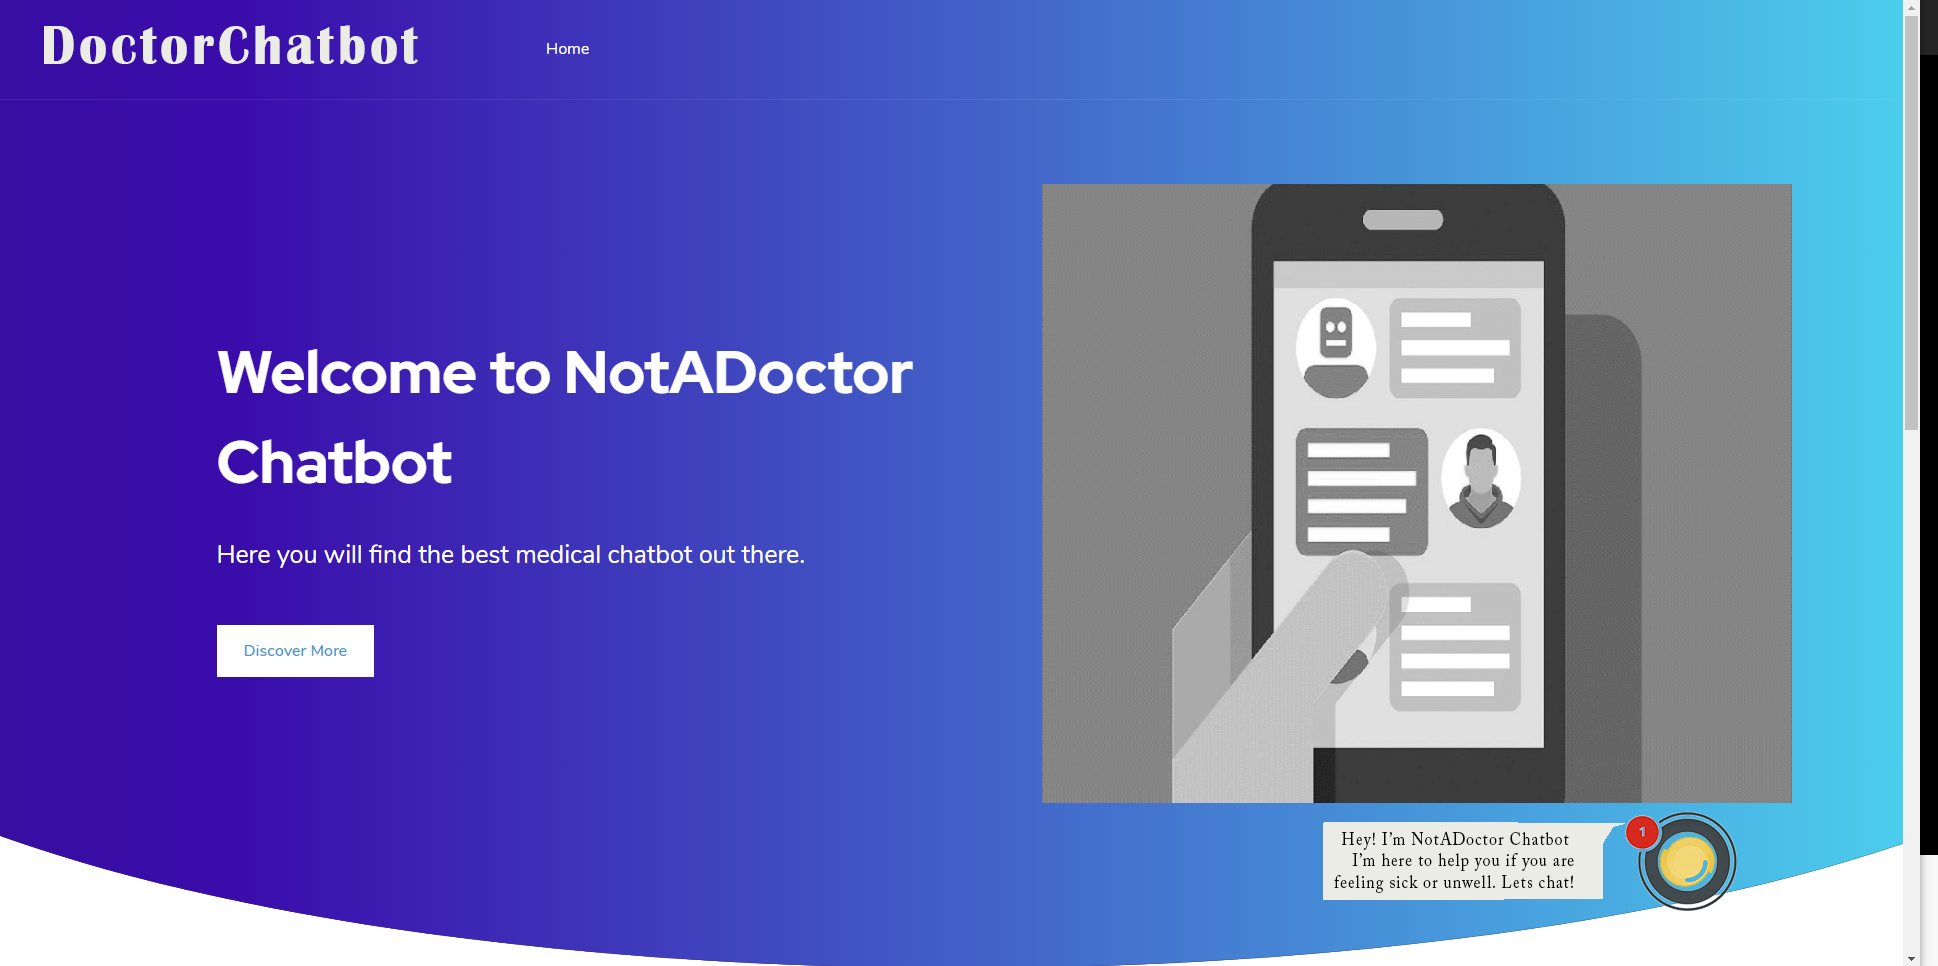 DoctorChatbot
Home
Welcome to NotADoctor
Chatbot
Here you will find the best medical chatbot out there.
Discover More
1
Hey! I'm NotADoctor Chatbot
I'm here to help you if you are
feeling sick or unwell. Lets chat!